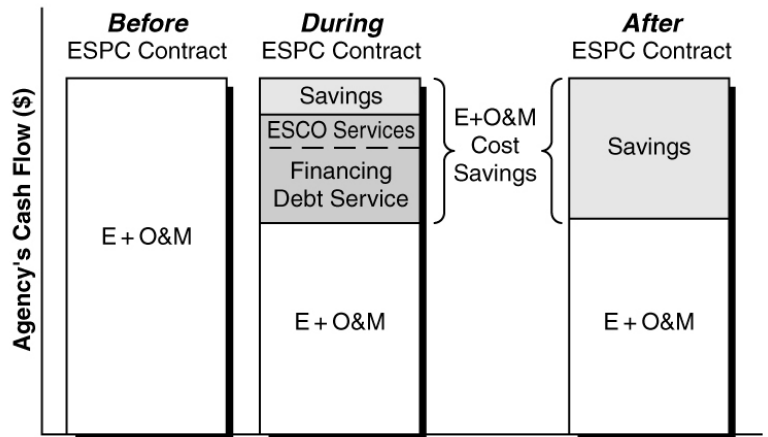 Before
ESPC Contract
During
ESPC Contract
After
ESPC Contract
Agency's Cash Flow ($)
E + O&M
Savings
ESCO Services
Financing
Debt Service
E + O&M
E+O&M
Cost
Savings
Savings
E + O&M